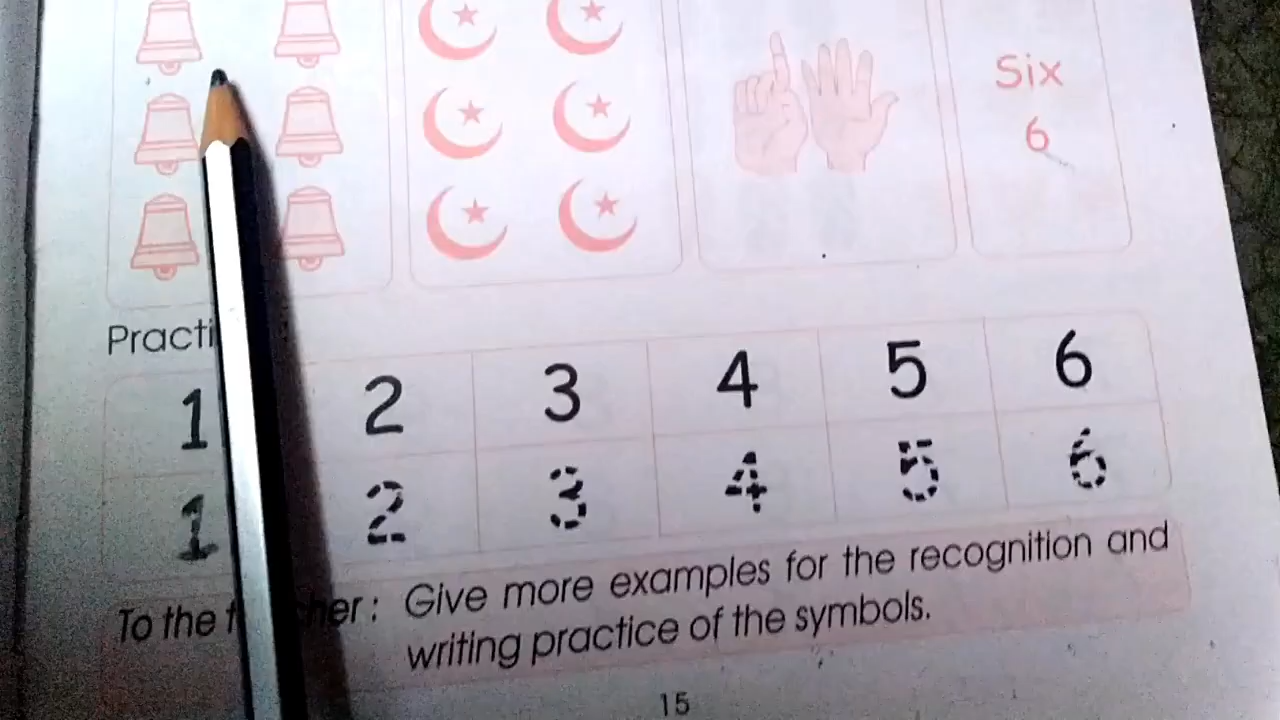 Six
6
Practi
1 2 3 4 5 6
1 2 3 4 5 6
To the her : Give more examples for the recognition and
writing practice of the symbols.
15